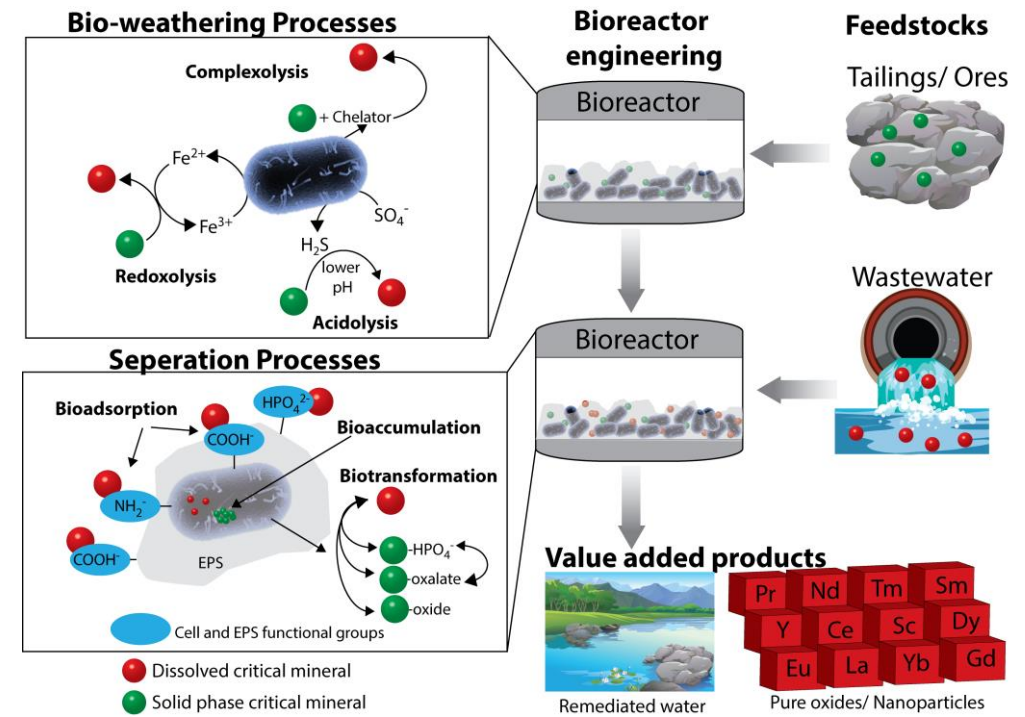 Bio-weathering Processes
Complexolysis
+ Chelator
Fe²⁺
Fe³⁺
SO₄⁻
H₂S
lower
pH
Redoxolysis
Acidolysis
Bioreactor
engineering
Bioreactor
Feedstocks
Tailings/ Ores
Wastewater
Bioreactor
Seperation Processes
Bioadsorption
HPO₄²⁻
COOH⁻
Bioaccumulation
Biotransformation
NH₂⁻
COOH⁻
EPS
-HPO₄⁻
-oxalate
-oxide
Cell and EPS functional groups
Dissolved critical mineral
Solid phase critical mineral
Value added products
Remediated water
Pr Nd Tm Sm
Y Ce Sc Dy
Eu La Yb Gd
Pure oxides/ Nanoparticles